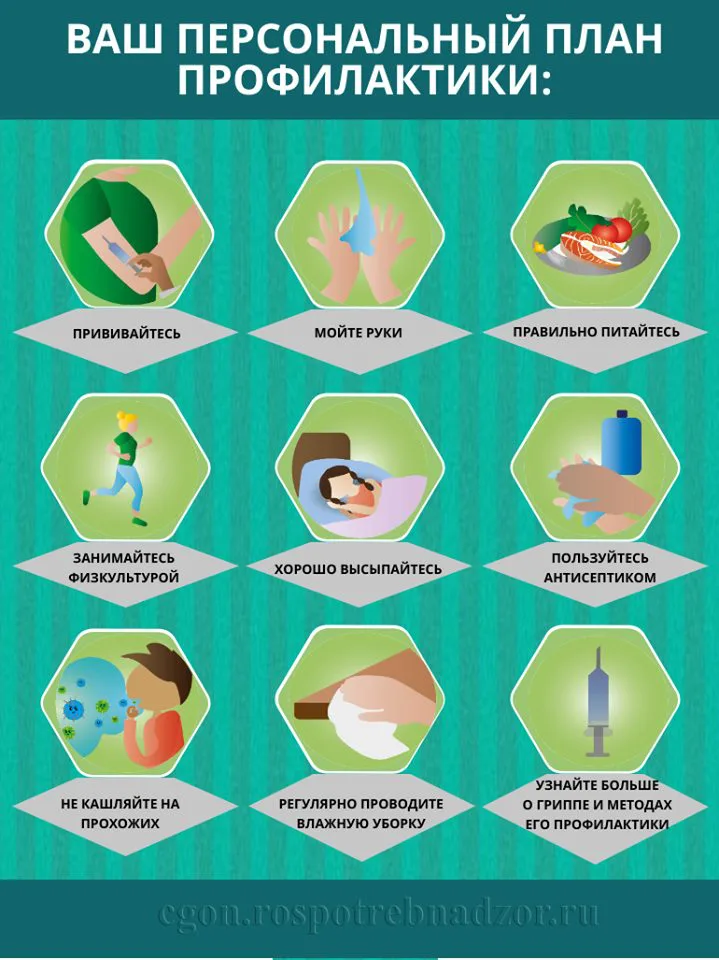 ВАШ ПЕРСОНАЛЬНЫЙ ПЛАН
ПРОФИЛАКТИКИ:
ПРИВИВАЙТЕСЬ
МОЙТЕ РУКИ
ПРАВИЛЬНО ПИТАЙТЕСЬ
ЗАНИМАЙТЕСЬ
ФИЗКУЛЬТУРОЙ
ХОРОШО ВЫСЫПАЙТЕСЬ
ПОЛЬЗУЙТЕСЬ
АНТИСЕПТИКОМ
НЕ КАШЛЯЙТЕ НА
ПРОХОЖИХ
РЕГУЛЯРНО ПРОВОДИТЕ
ВЛАЖНУЮ УБОРКУ
УЗНАЙТЕ БОЛЬШЕ
О ГРИППЕ И МЕТОДАХ
ЕГО ПРОФИЛАКТИКИ
cgon.rospotrebnadzor.ru